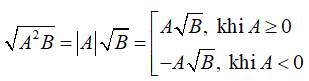 √(A²B) = |A|√B = [ A√B, khi A ≥ 0
−A√B, khi A < 0